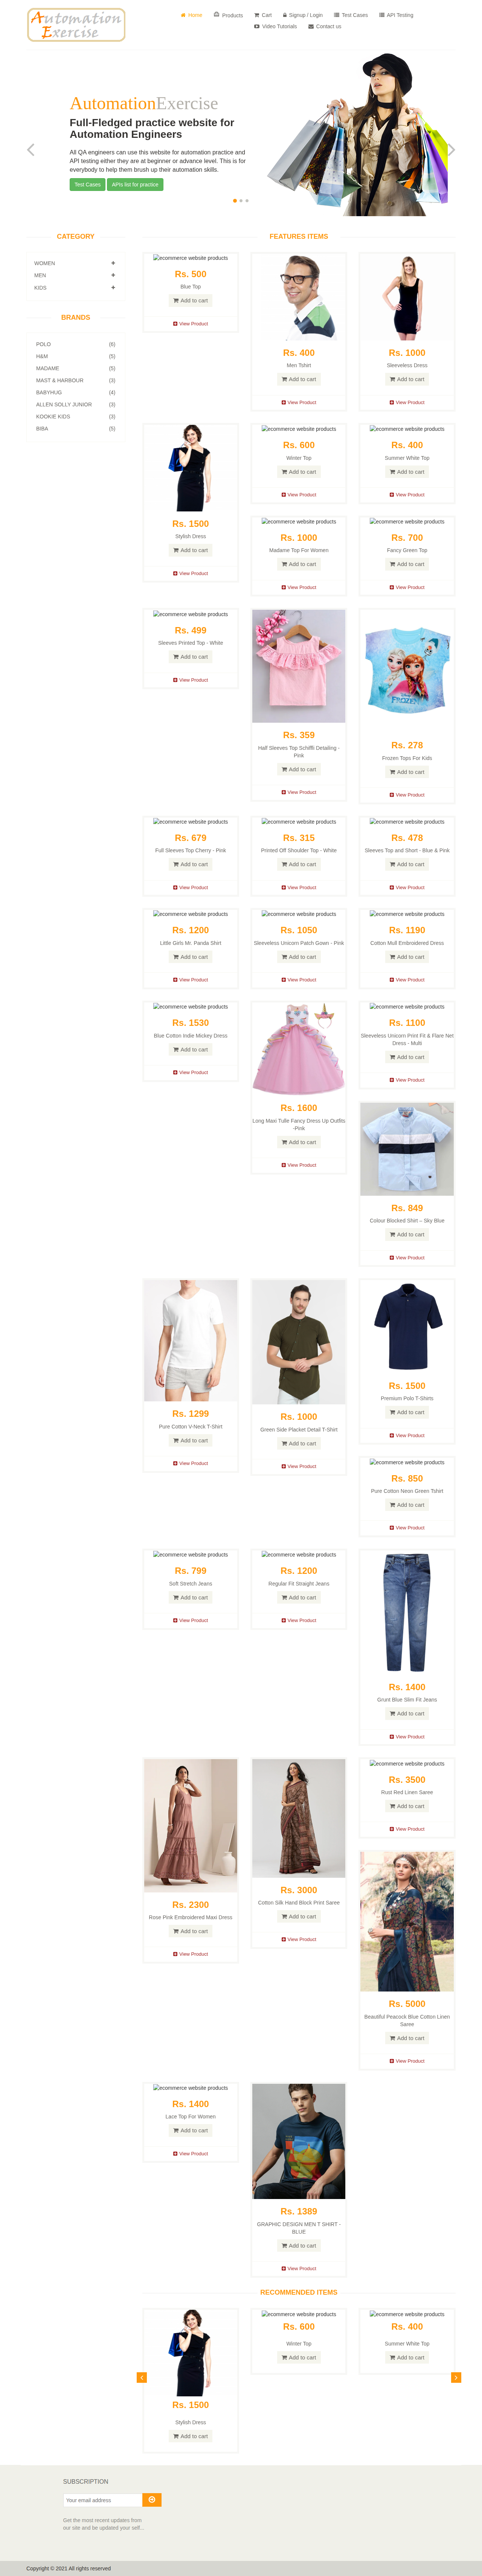 Automation
Exercise
Home
Products
Cart
Signup / Login
Test Cases
API Testing
Video Tutorials
Contact us
AutomationExercise
Full-Fledged practice website for
Automation Engineers
All QA engineers can use this website for automation practice and
API testing either they are at beginner or advance level. This is for
everybody to help them brush up their automation skills.
Test Cases
APIs list for practice
CATEGORY
WOMEN
MEN
KIDS
BRANDS
POLO (6)
H&M (5)
MADAME (5)
MAST & HARBOUR (3)
BABYHUG (4)
ALLEN SOLLY JUNIOR (3)
KOOKIE KIDS (3)
BIBA (5)
FEATURES ITEMS
ecommerce website products
Rs. 500
Blue Top
Add to cart
View Product
Rs. 400
Men Tshirt
Add to cart
View Product
Rs. 1000
Sleeveless Dress
Add to cart
View Product
Rs. 1500
Stylish Dress
Add to cart
View Product
ecommerce website products
Rs. 600
Winter Top
Add to cart
View Product
ecommerce website products
Rs. 400
Summer White Top
Add to cart
View Product
ecommerce website products
Rs. 1000
Madame Top For Women
Add to cart
View Product
ecommerce website products
Rs. 700
Fancy Green Top
Add to cart
View Product
ecommerce website products
Rs. 499
Sleeves Printed Top - White
Add to cart
View Product
Rs. 359
Half Sleeves Top Schiffli Detailing -
Pink
Add to cart
View Product
FROZEN
Rs. 278
Frozen Tops For Kids
Add to cart
View Product
ecommerce website products
Rs. 679
Full Sleeves Top Cherry - Pink
Add to cart
View Product
ecommerce website products
Rs. 315
Printed Off Shoulder Top - White
Add to cart
View Product
ecommerce website products
Rs. 478
Sleeves Top and Short - Blue & Pink
Add to cart
View Product
ecommerce website products
Rs. 1200
Little Girls Mr. Panda Shirt
Add to cart
View Product
ecommerce website products
Rs. 1050
Sleeveless Unicorn Patch Gown - Pink
Add to cart
View Product
ecommerce website products
Rs. 1190
Cotton Mull Embroidered Dress
Add to cart
View Product
ecommerce website products
Rs. 1530
Blue Cotton Indie Mickey Dress
Add to cart
View Product
Rs. 1600
Long Maxi Tulle Fancy Dress Up Outfits
-Pink
Add to cart
View Product
ecommerce website products
Rs. 1100
Sleeveless Unicorn Print Fit & Flare Net
Dress - Multi
Add to cart
View Product
Rs. 849
Colour Blocked Shirt – Sky Blue
Add to cart
View Product
Rs. 1299
Pure Cotton V-Neck T-Shirt
Add to cart
View Product
Rs. 1000
Green Side Placket Detail T-Shirt
Add to cart
View Product
Rs. 1500
Premium Polo T-Shirts
Add to cart
View Product
ecommerce website products
Rs. 850
Pure Cotton Neon Green Tshirt
Add to cart
View Product
ecommerce website products
Rs. 799
Soft Stretch Jeans
Add to cart
View Product
ecommerce website products
Rs. 1200
Regular Fit Straight Jeans
Add to cart
View Product
Rs. 1400
Grunt Blue Slim Fit Jeans
Add to cart
View Product
Rs. 2300
Rose Pink Embroidered Maxi Dress
Add to cart
View Product
Rs. 3000
Cotton Silk Hand Block Print Saree
Add to cart
View Product
ecommerce website products
Rs. 3500
Rust Red Linen Saree
Add to cart
View Product
Rs. 5000
Beautiful Peacock Blue Cotton Linen
Saree
Add to cart
View Product
ecommerce website products
Rs. 1400
Lace Top For Women
Add to cart
View Product
Rs. 1389
GRAPHIC DESIGN MEN T SHIRT -
BLUE
Add to cart
View Product
RECOMMENDED ITEMS
Rs. 1500
Stylish Dress
Add to cart
ecommerce website products
Rs. 600
Winter Top
Add to cart
ecommerce website products
Rs. 400
Summer White Top
Add to cart
SUBSCRIPTION
Your email address
Get the most recent updates from
our site and be updated your self...
Copyright © 2021 All rights reserved